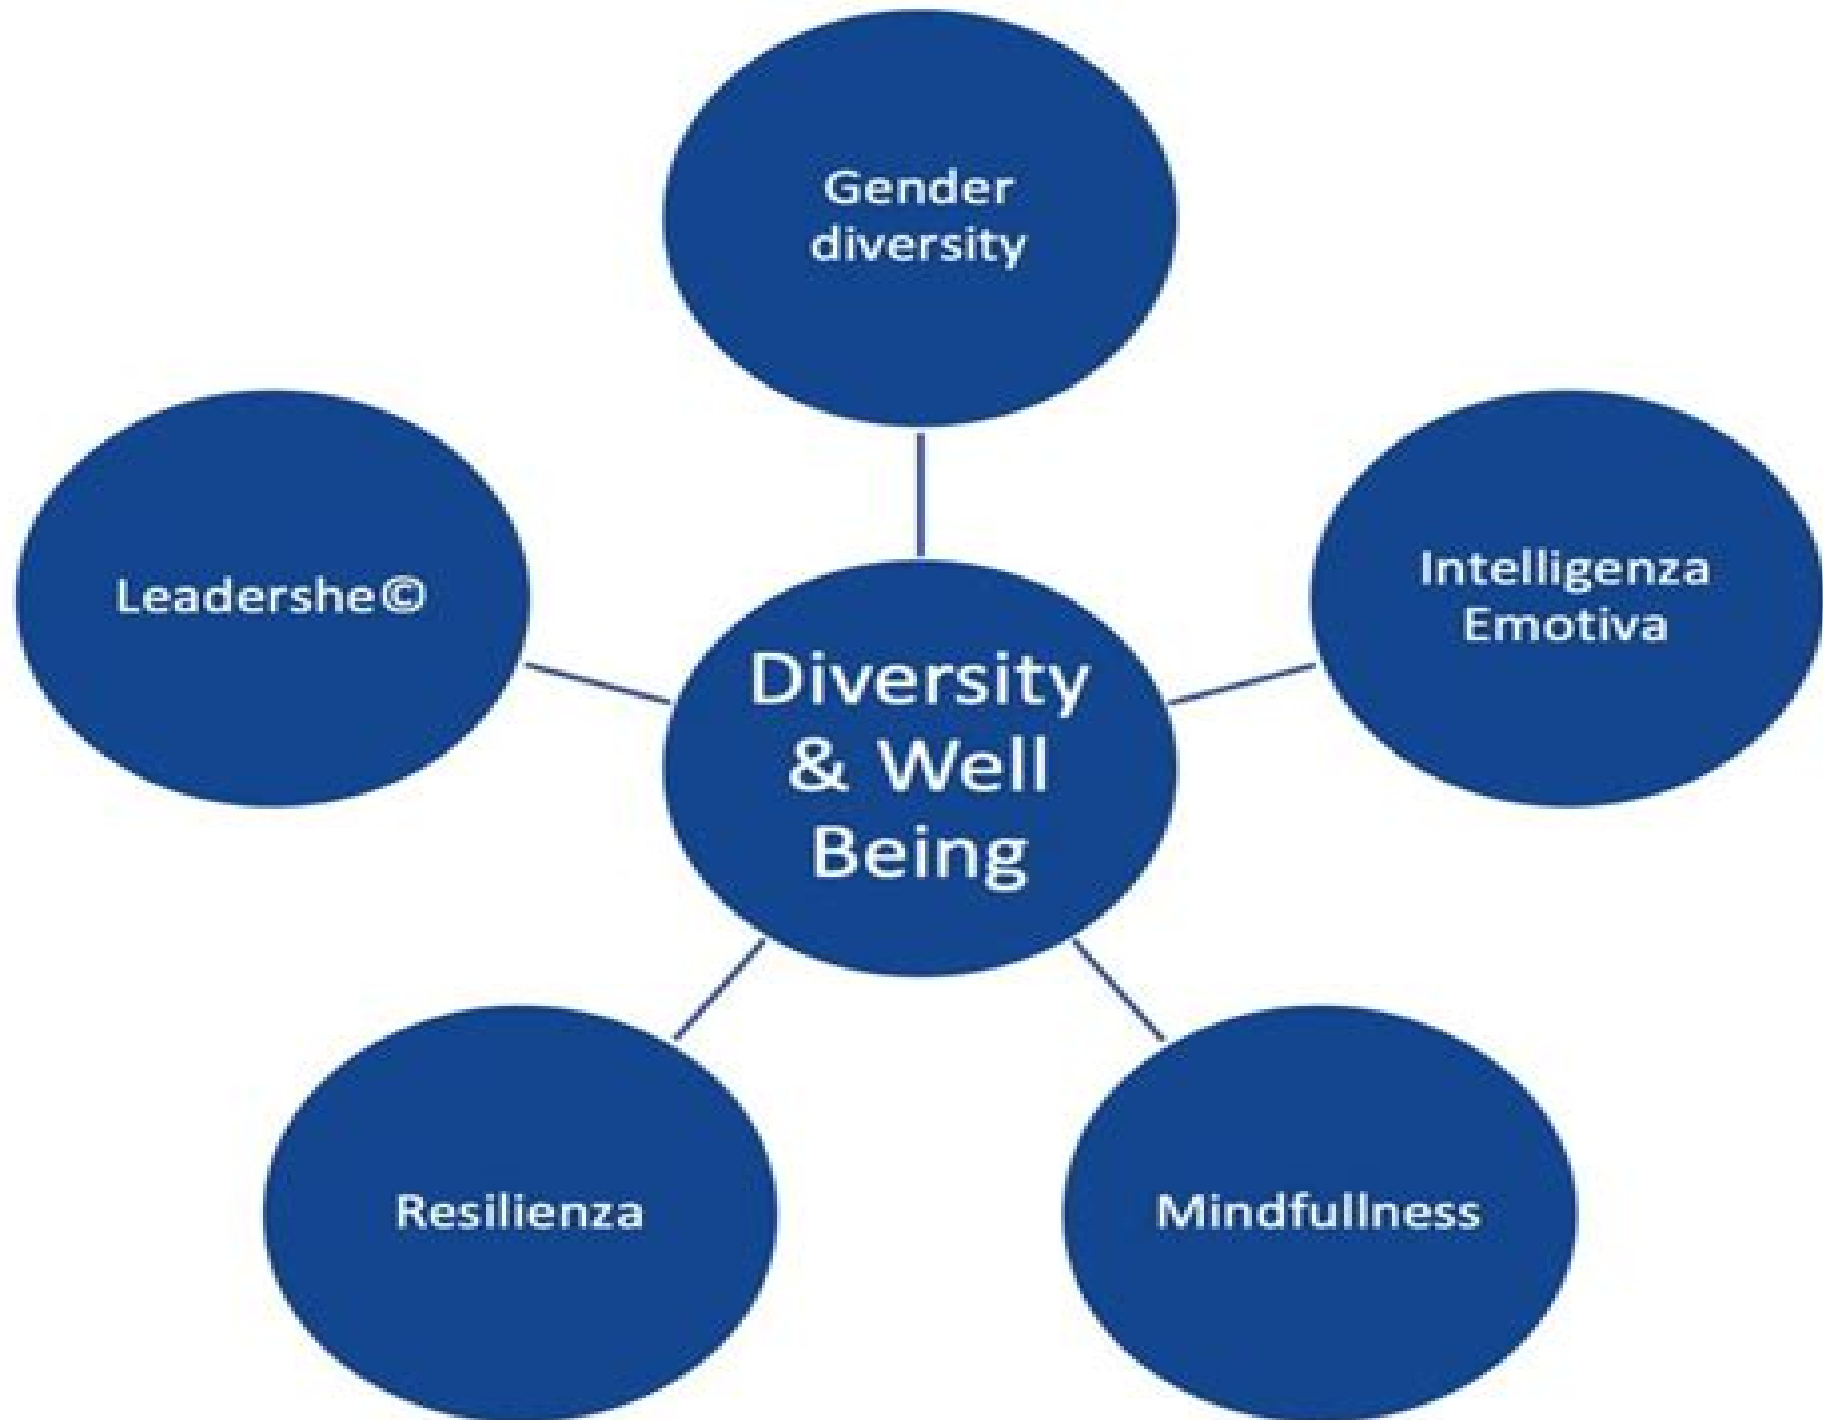 Gender
diversity
Leadershe©
Intelligenza
Emotiva
Diversity
& Well
Being
Resilienza
Mindfullness